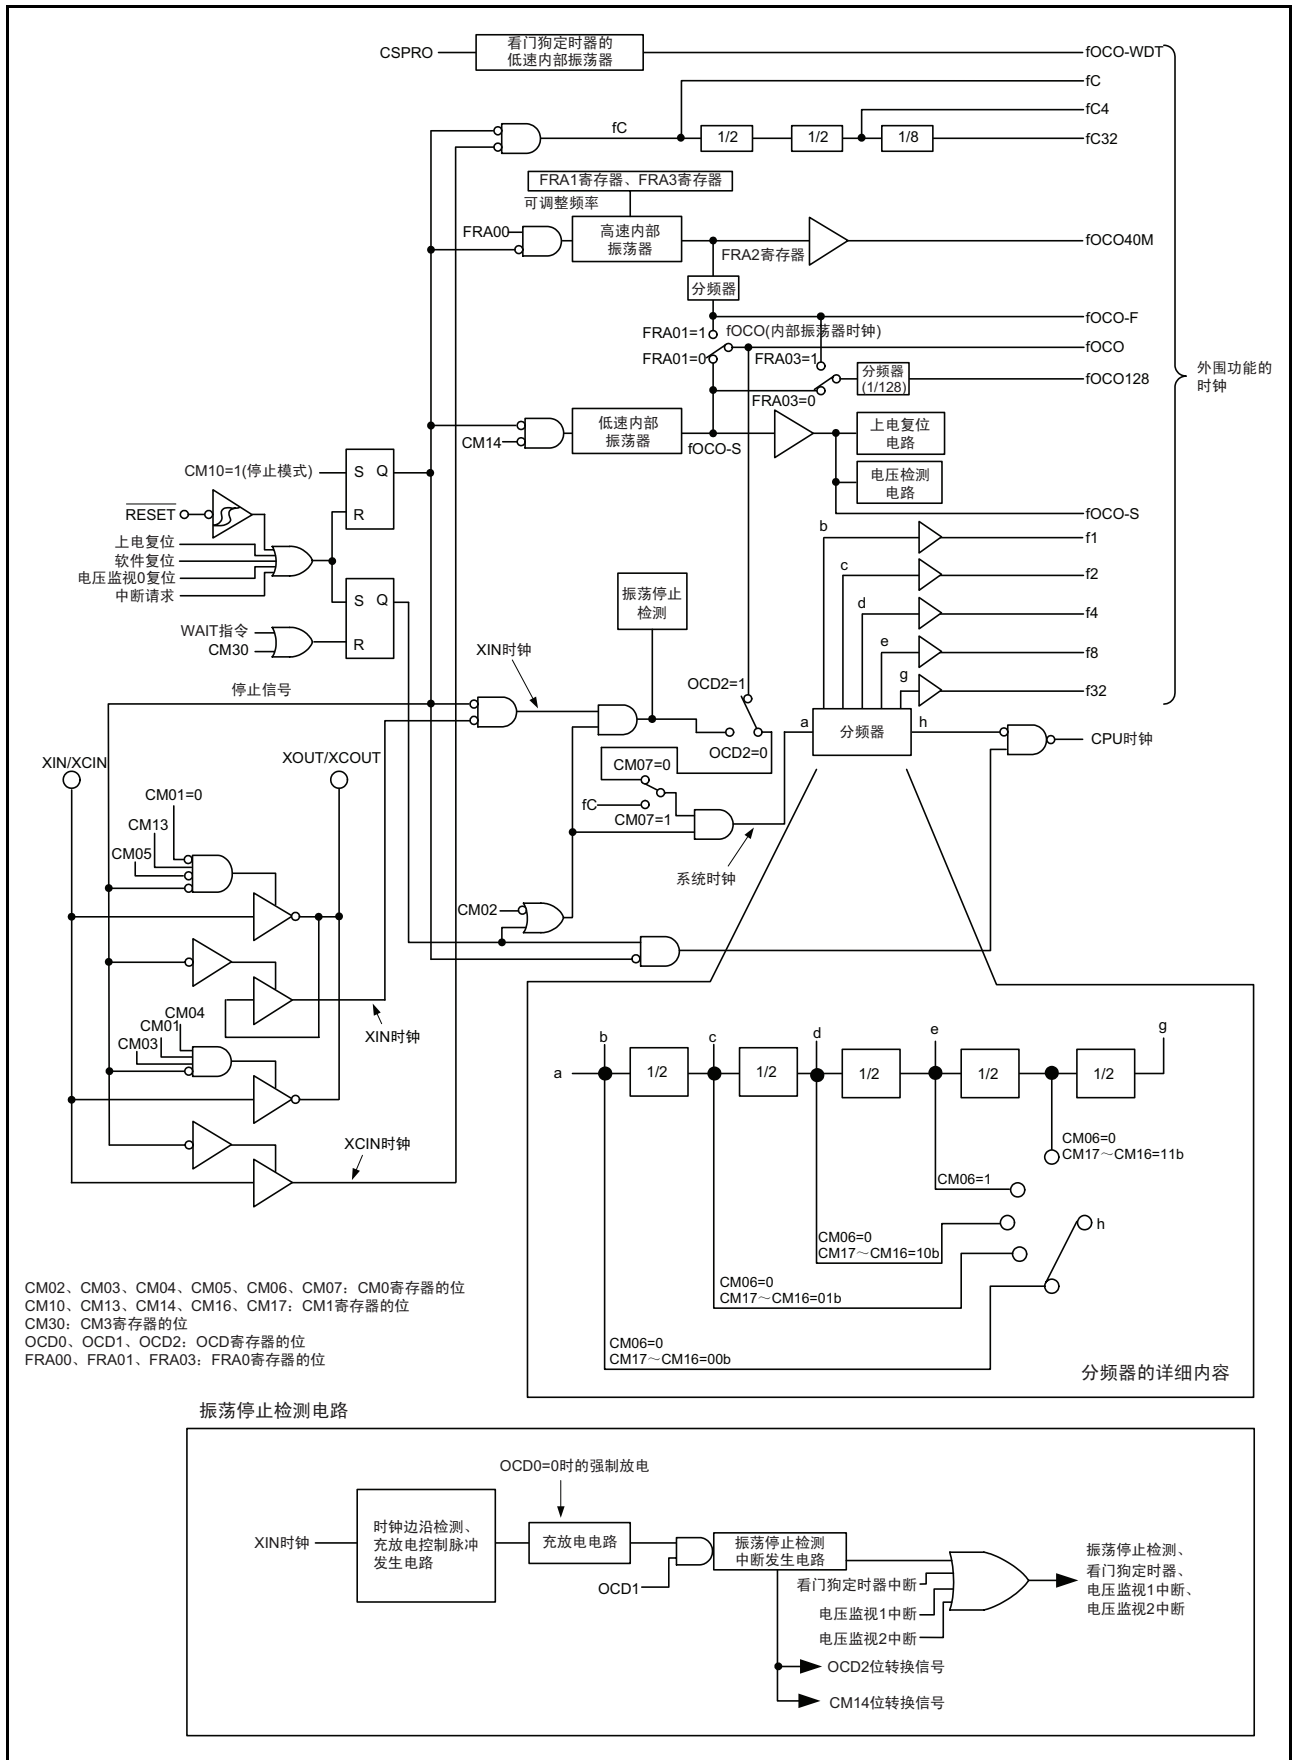 CSPRO
看门狗定时器的
低速内部振荡器
fOCO-WDT
fC
fC4
fC
1/2
1/2
1/8
fC32
FRA1寄存器、FRA3寄存器
可调整频率
FRA00
高速内部
振荡器
FRA2寄存器
fOCO40M
分频器
fOCO-F
FRA01=1
fOCO(内部振荡器时钟)
fOCO
FRA01=0
FRA03=1
分频器
(1/128)
fOCO128
外围功能的
时钟
FRA03=0
CM14
低速内部
振荡器
fOCO-S
上电复位
电路
电压检测
电路
fOCO-S
CM10=1(停止模式)
S
Q
R
RESET
上电复位
软件复位
电压监视0复位
中断请求
S
Q
R
WAIT指令
CM30
停止信号
b
f1
c
f2
d
f4
e
f8
g
f32
振荡停止
检测
XIN时钟
OCD2=1
OCD2=0
a
分频器
h
CPU时钟
CM07=0
fC
CM07=1
系统时钟
XIN/XCIN
XOUT/XCOUT
CM01=0
CM13
CM05
CM02
XIN时钟
CM04
CM01
CM03
XCIN时钟
b
c
d
e
g
a
1/2
1/2
1/2
1/2
1/2
CM06=0
CM17～CM16=11b
CM06=1
h
CM06=0
CM17～CM16=10b
CM06=0
CM17～CM16=01b
CM06=0
CM17～CM16=00b
分频器的详细内容
CM02、CM03、CM04、CM05、CM06、CM07：CM0寄存器的位
CM10、CM13、CM14、CM16、CM17：CM1寄存器的位
CM30：CM3寄存器的位
OCD0、OCD1、OCD2：OCD寄存器的位
FRA00、FRA01、FRA03：FRA0寄存器的位
振荡停止检测电路
OCD0=0时的强制放电
XIN时钟
时钟边沿检测、
充放电控制脉冲
发生电路
充放电电路
OCD1
振荡停止检测
中断发生电路
看门狗定时器中断
电压监视1中断
电压监视2中断
振荡停止检测、
看门狗定时器、
电压监视1中断、
电压监视2中断
OCD2位转换信号
CM14位转换信号